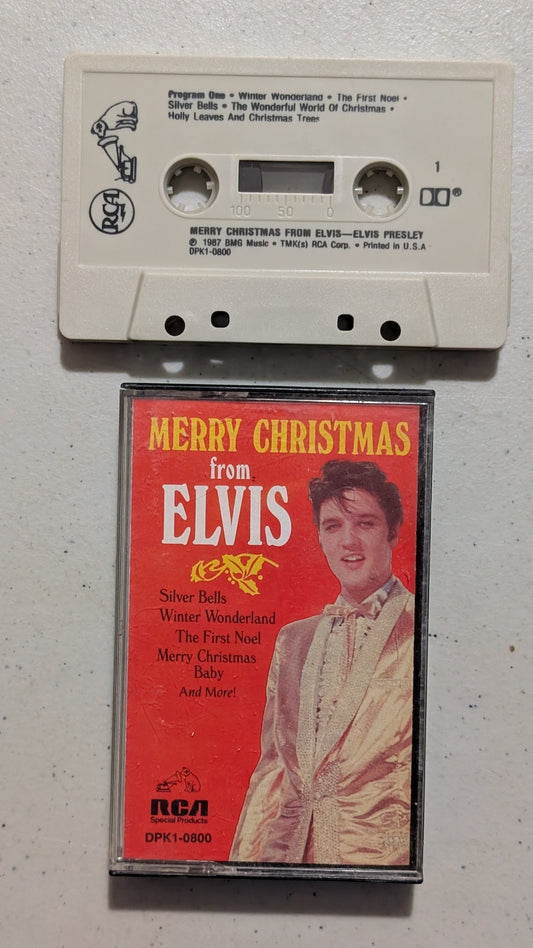 Program One • Winter Wonderland • The First Noel •
Silver Bells • The Wonderful World Of Christmas •
Holly Leaves And Christmas Trees
RCA
1
100 50 0
MERRY CHRISTMAS FROM ELVIS—ELVIS PRESLEY
℗ 1987 BMG Music • TMK(s) RCA Corp. • Printed in U.S.A
DPK1-0800
MERRY CHRISTMAS
from
ELVIS
Silver Bells
Winter Wonderland
The First Noel
Merry Christmas
Baby
And More!
RCA
Special Products
DPK1-0800